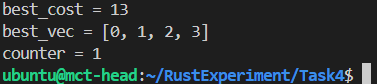 best_cost = 13
best_vec = [0, 1, 2, 3]
counter = 1
ubuntu@mct-head:~/RustExperiment/Task4$